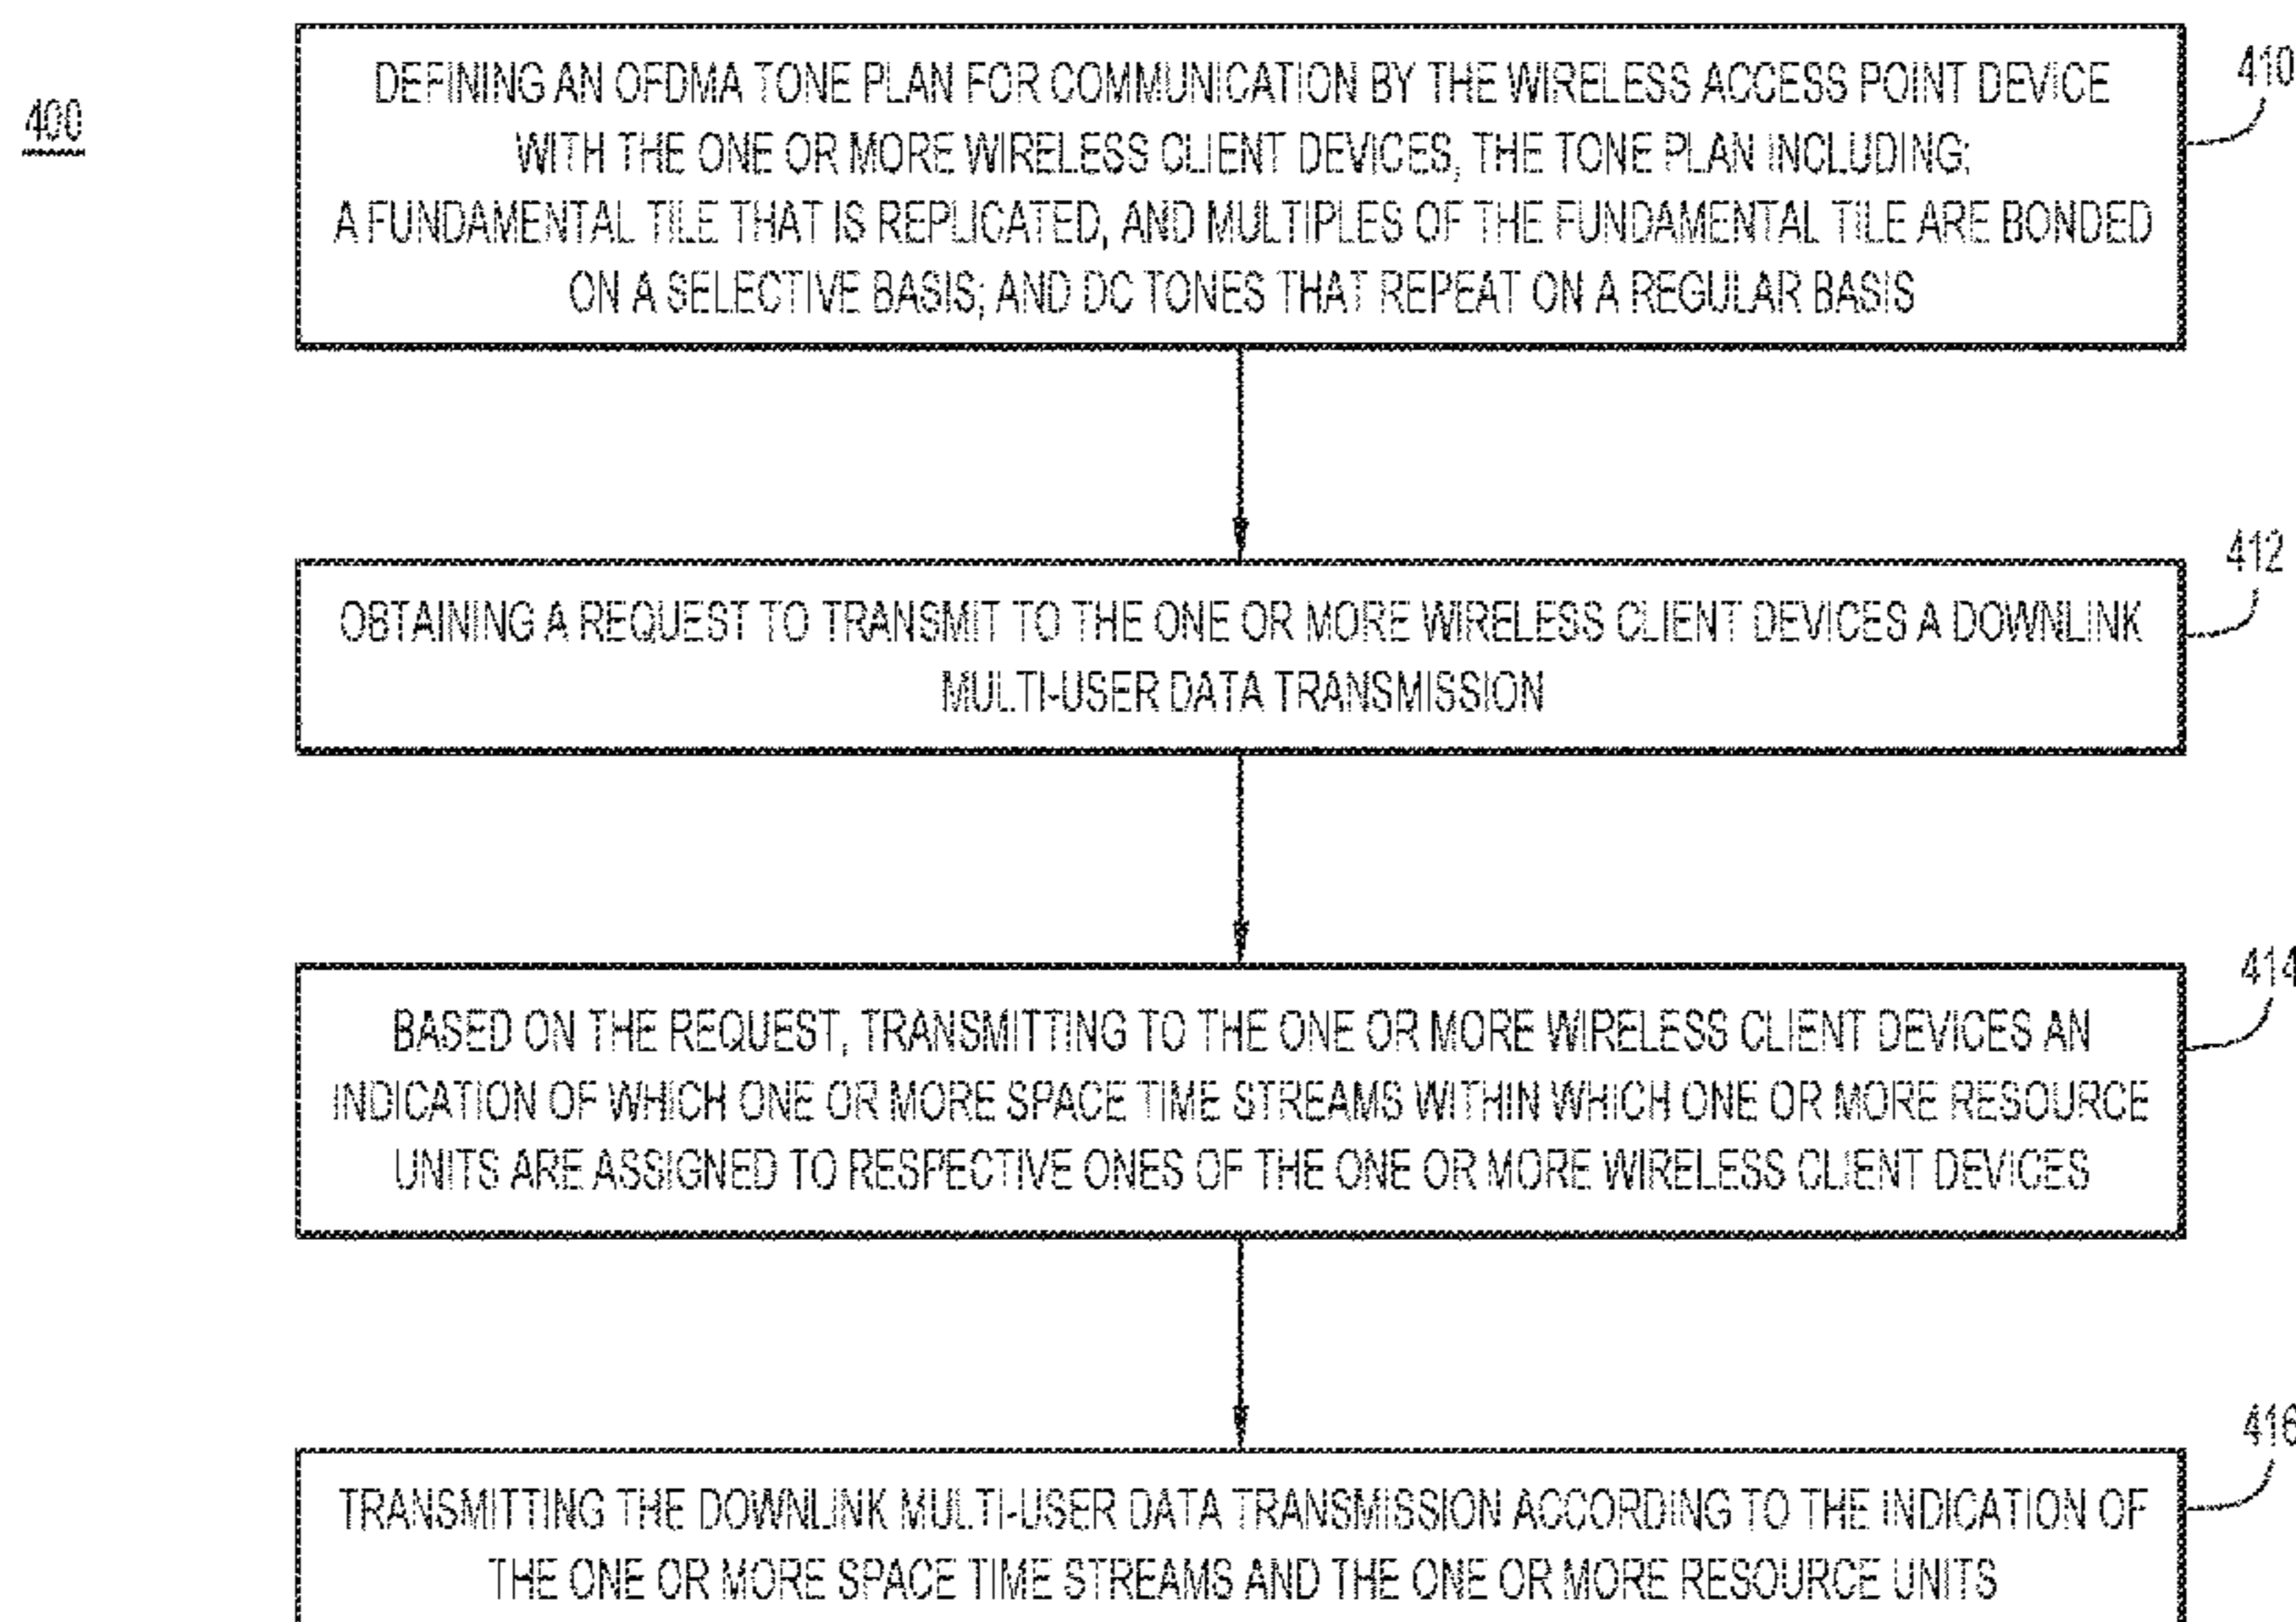 400
DEFINING AN OFDMA TONE PLAN FOR COMMUNICATION BY THE WIRELESS ACCESS POINT DEVICE
WITH THE ONE OR MORE WIRELESS CLIENT DEVICES, THE TONE PLAN INCLUDING:
A FUNDAMENTAL TILE THAT IS REPLICATED, AND MULTIPLES OF THE FUNDAMENTAL TILE ARE BONDED
ON A SELECTIVE BASIS; AND DC TONES THAT REPEAT ON A REGULAR BASIS
410
OBTAINING A REQUEST TO TRANSMIT TO THE ONE OR MORE WIRELESS CLIENT DEVICES A DOWNLINK
MULTI-USER DATA TRANSMISSION
412
BASED ON THE REQUEST, TRANSMITTING TO THE ONE OR MORE WIRELESS CLIENT DEVICES AN
INDICATION OF WHICH ONE OR MORE SPACE TIME STREAMS WITHIN WHICH ONE OR MORE RESOURCE
UNITS ARE ASSIGNED TO RESPECTIVE ONES OF THE ONE OR MORE WIRELESS CLIENT DEVICES
414
TRANSMITTING THE DOWNLINK MULTI-USER DATA TRANSMISSION ACCORDING TO THE INDICATION OF
THE ONE OR MORE SPACE TIME STREAMS AND THE ONE OR MORE RESOURCE UNITS
416